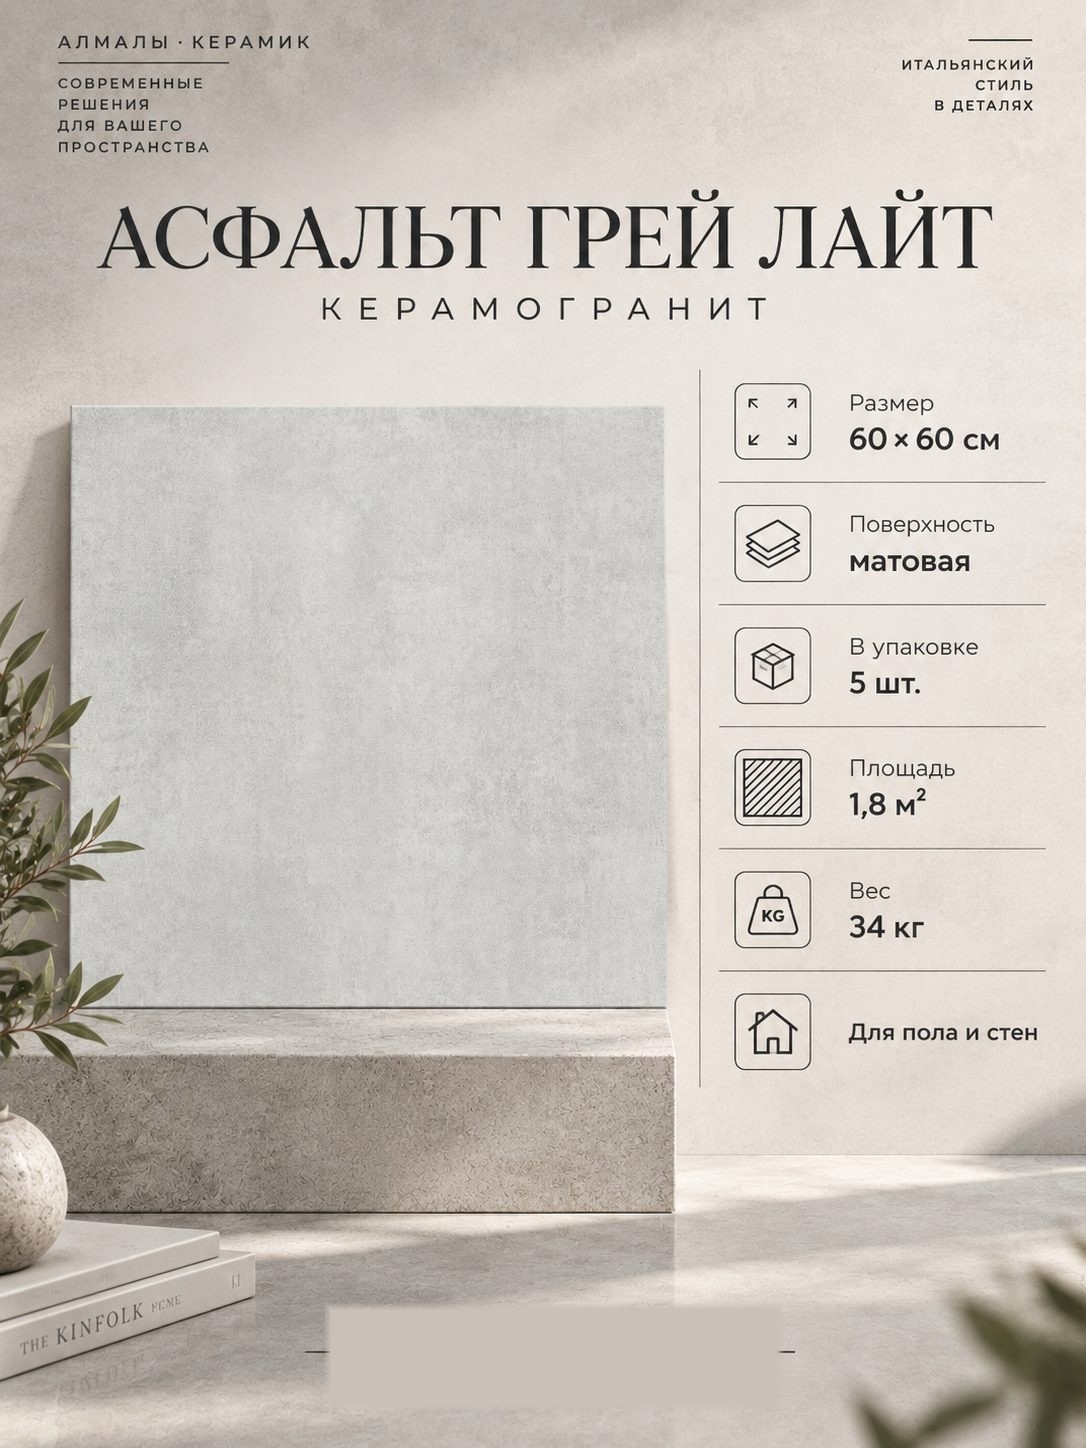 АЛМАЛЫ · КЕРАМИК
СОВРЕМЕННЫЕ
РЕШЕНИЯ
ДЛЯ ВАШЕГО
ПРОСТРАНСТВА
ИТАЛЬЯНСКИЙ
СТИЛЬ
В ДЕТАЛЯХ
АСФАЛЬТ ГРЕЙ ЛАЙТ
КЕРАМОГРАНИТ
Размер
60 × 60 см
Поверхность
матовая
В упаковке
5 шт.
Площадь
1,8 м²
KG
Вес
34 кг
Для пола и стен
THE KINFOLK HOME